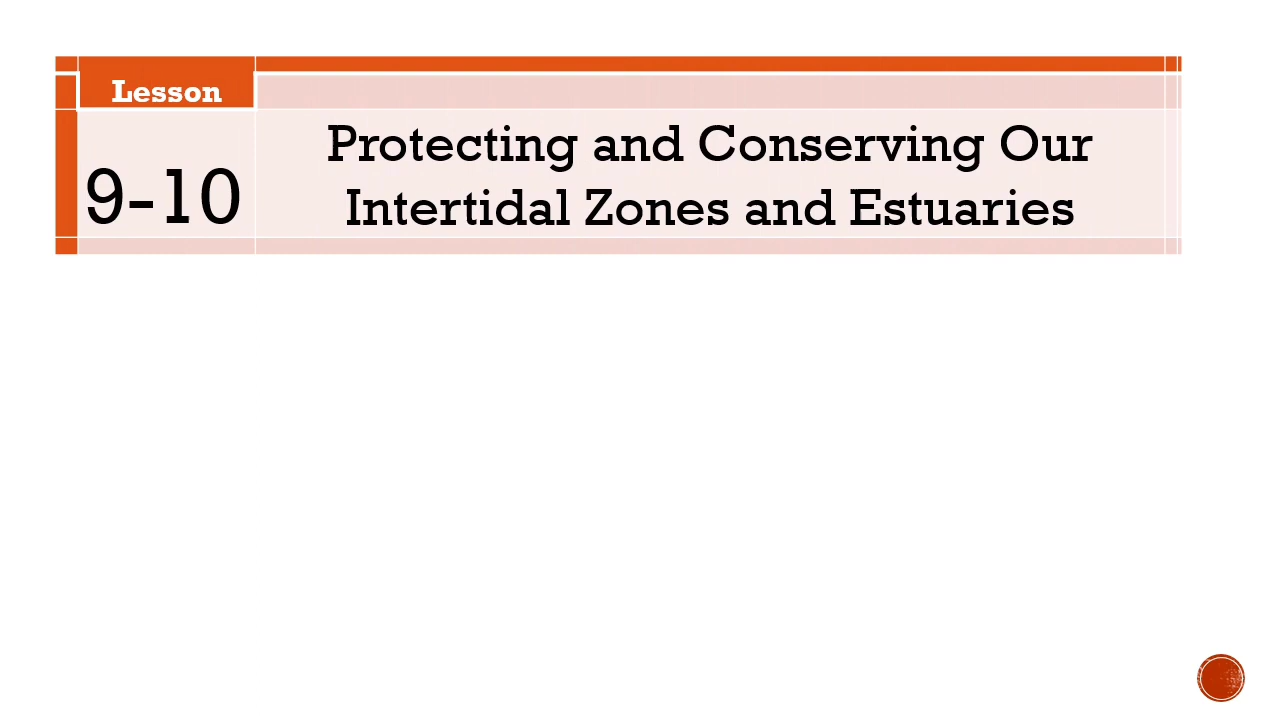 Lesson
9-10
Protecting and Conserving Our
Intertidal Zones and Estuaries